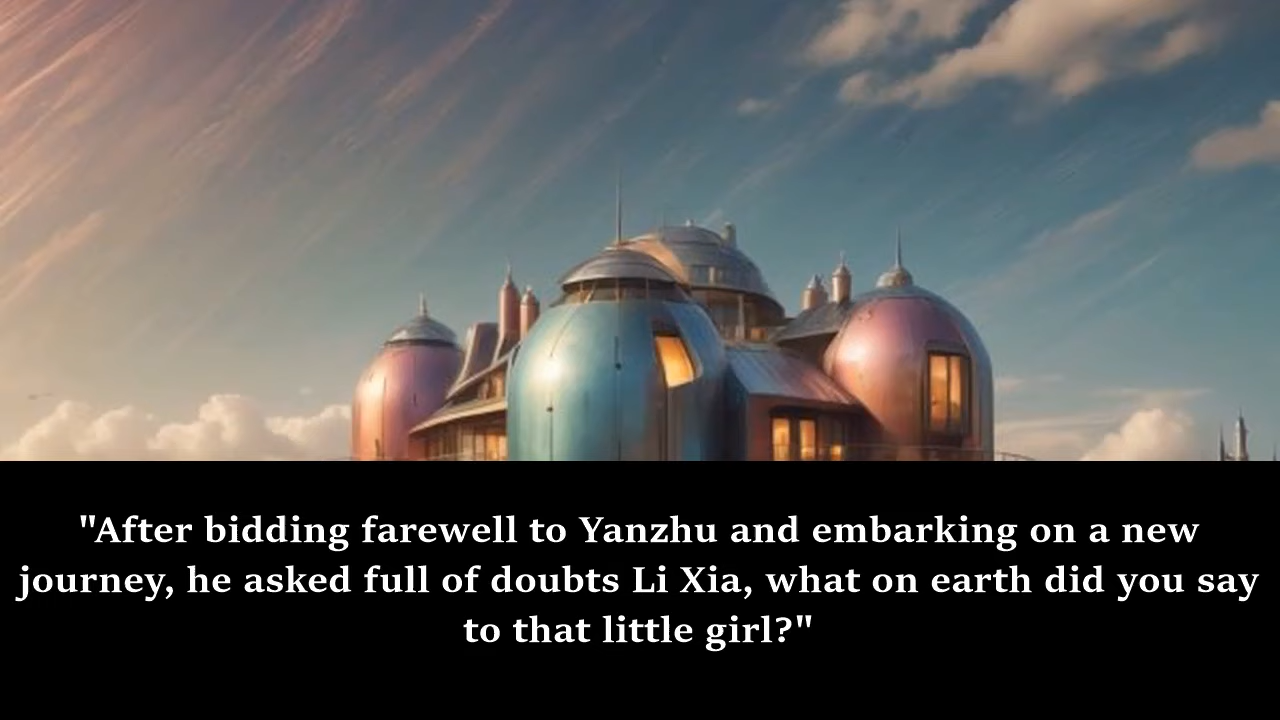 "After bidding farewell to Yanzhu and embarking on a new
journey, he asked full of doubts Li Xia, what on earth did you say
to that little girl?"